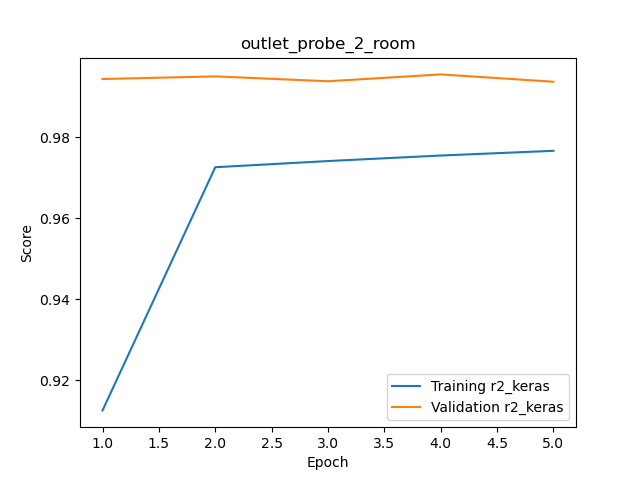 outlet_probe_2_room
Score
0.98
0.96
0.94
0.92
Training r2_keras
Validation r2_keras
1.0 1.5 2.0 2.5 3.0 3.5 4.0 4.5 5.0
Epoch